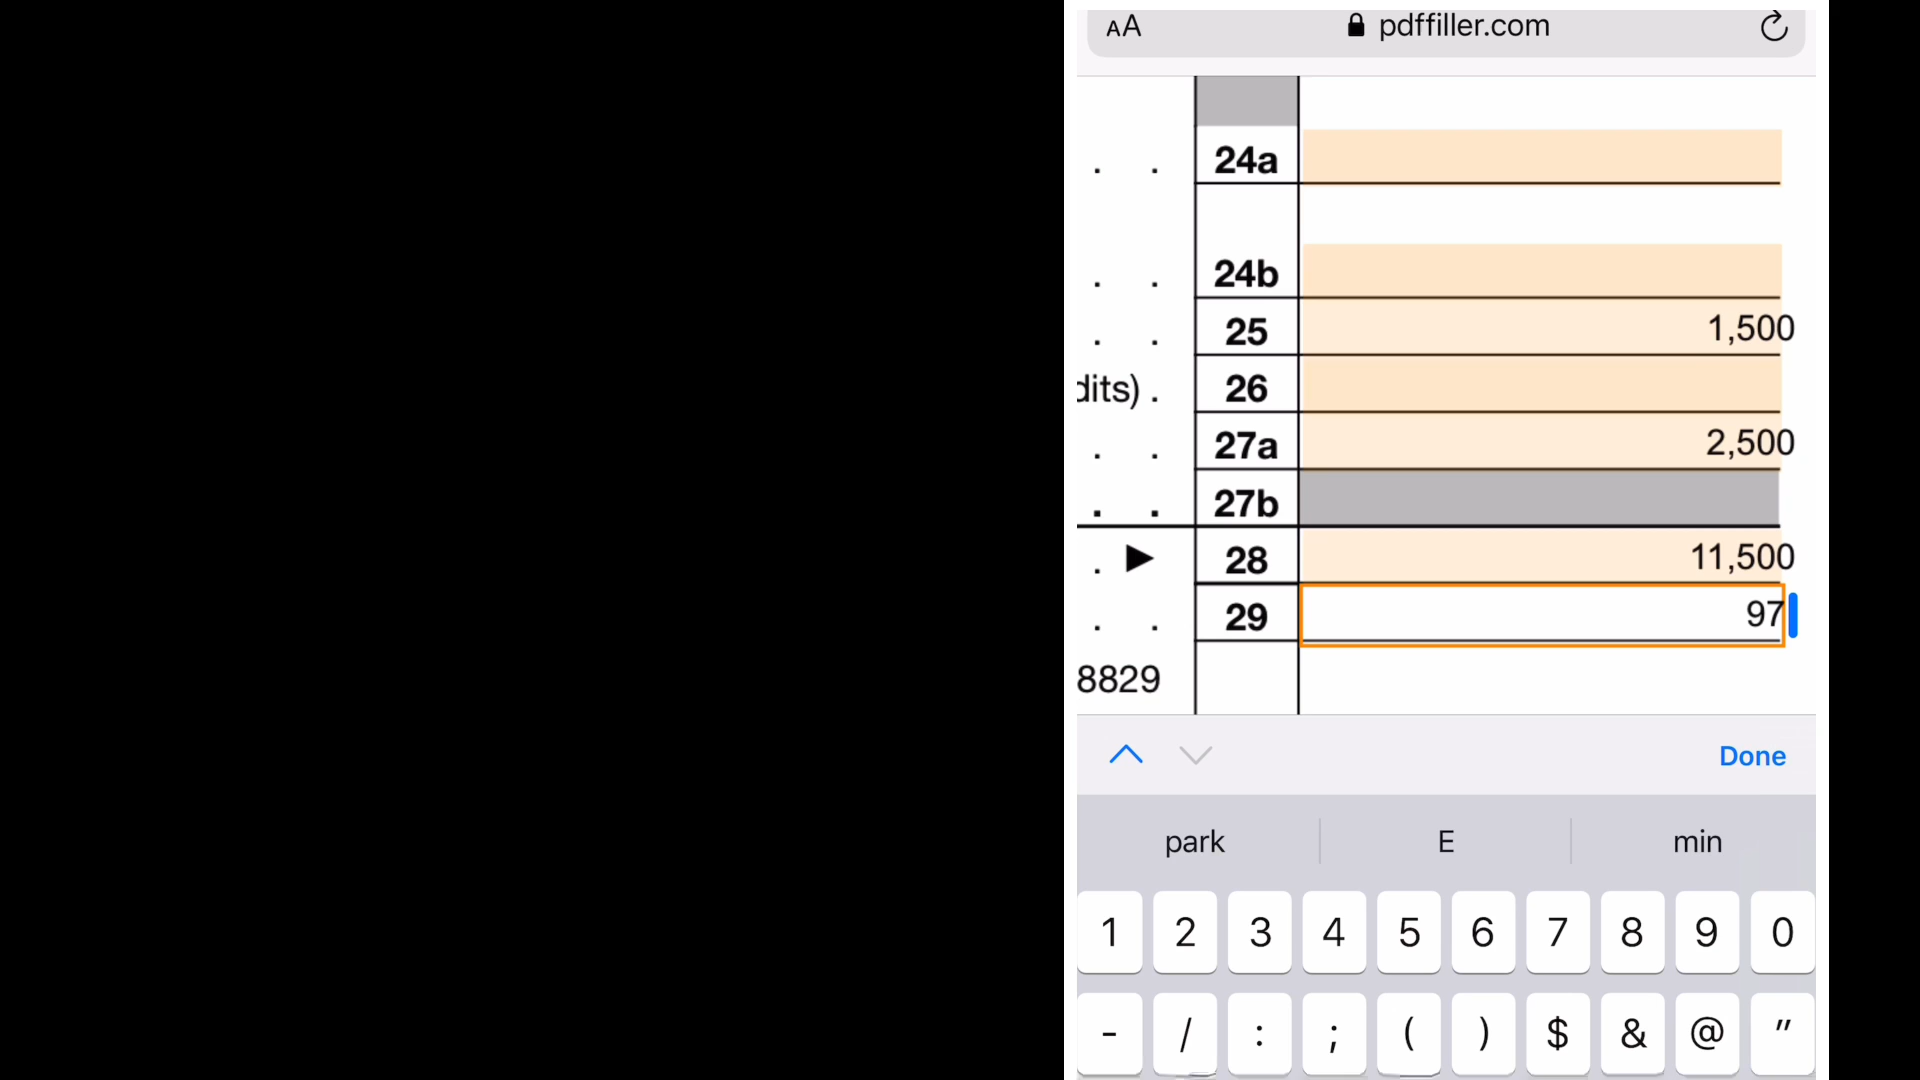 AA pdffiller.com
. . 24a
. . 24b
. . 25 1,500
dits) . 26
. . 27a 2,500
. . 27b
. ▶ 28 11,500
. . 29 97
8829
Done
park E min
1 2 3 4 5 6 7 8 9 0
- / : ; ( ) $ & @ "